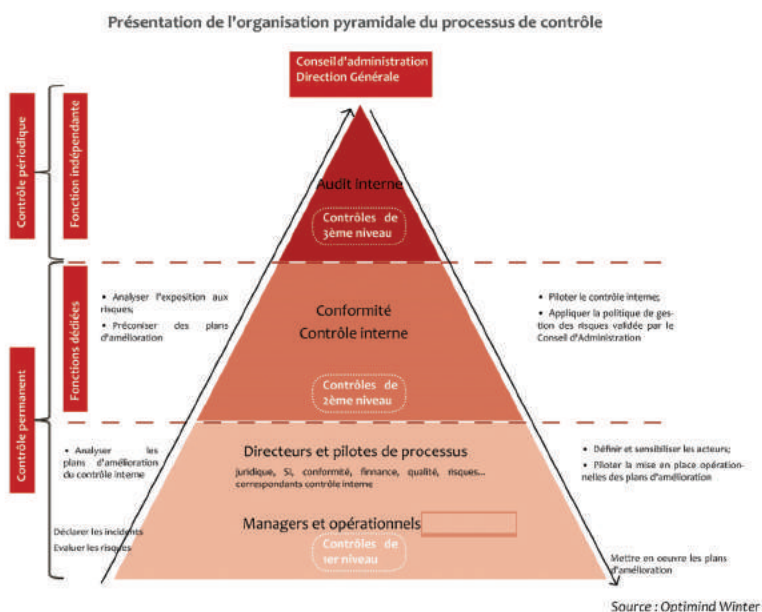 Présentation de l'organisation pyramidale du processus de contrôle
Conseil d'administration
Direction Générale
Contrôle périodique
Fonction indépendante
Audit interne
Contrôles de
3ème niveau
Fonctions dédiées
• Analyser l'exposition aux
risques;
• Préconiser des plans
d'amélioration
Conformité
Contrôle interne
Contrôles de
2ème niveau
• Piloter le contrôle interne;
• Appliquer la politique de ges-
tion des risques validée par le
Conseil d'Administration
Contrôle permanent
• Analyser les
plans d'amélioration
du contrôle interne
Déclarer les incidents
Evaluer les risques
Directeurs et pilotes de processus
juridique, SI, conformité, finnance, qualité, risques...
correspondants contrôle interne
Managers et opérationnels
Contrôles de
1er niveau
• Définir et sensibiliser les acteurs;
• Piloter la mise en place opération-
nelles des plans d'amélioration
Mettre en oeuvre les plans
d'amélioration
Source : Optimind Winter